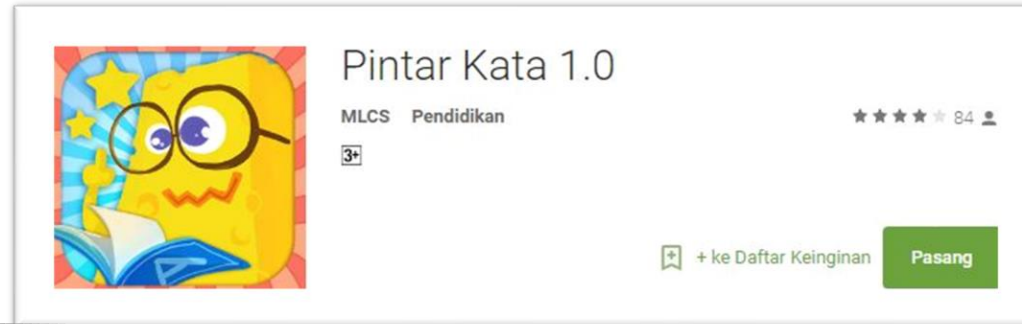 Pintar Kata 1.0
MLCS Pendidikan
84
3+
+ ke Daftar Keinginan
Pasang
A